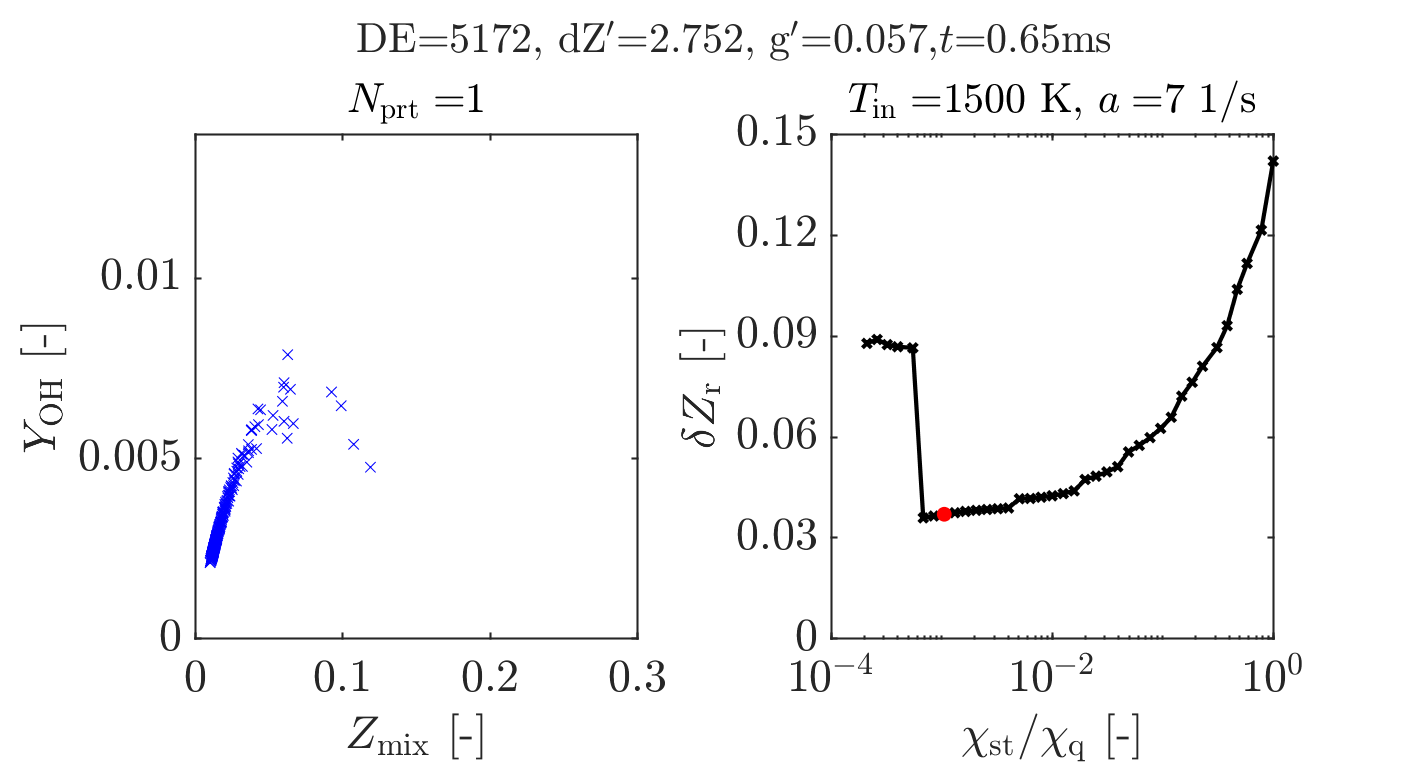 DE=5172, dZ′=2.752, g′=0.057,t=0.65ms
N_prt =1
T_in =1500 K, a =7 1/s
0.01
0.005
0
0
0.1
0.2
0.3
Y_OH [-]
Z_mix [-]
0.15
0.12
0.09
0.06
0.03
0
10^−4
10^−2
10^0
δZ_r [-]
χ_st/χ_q [-]